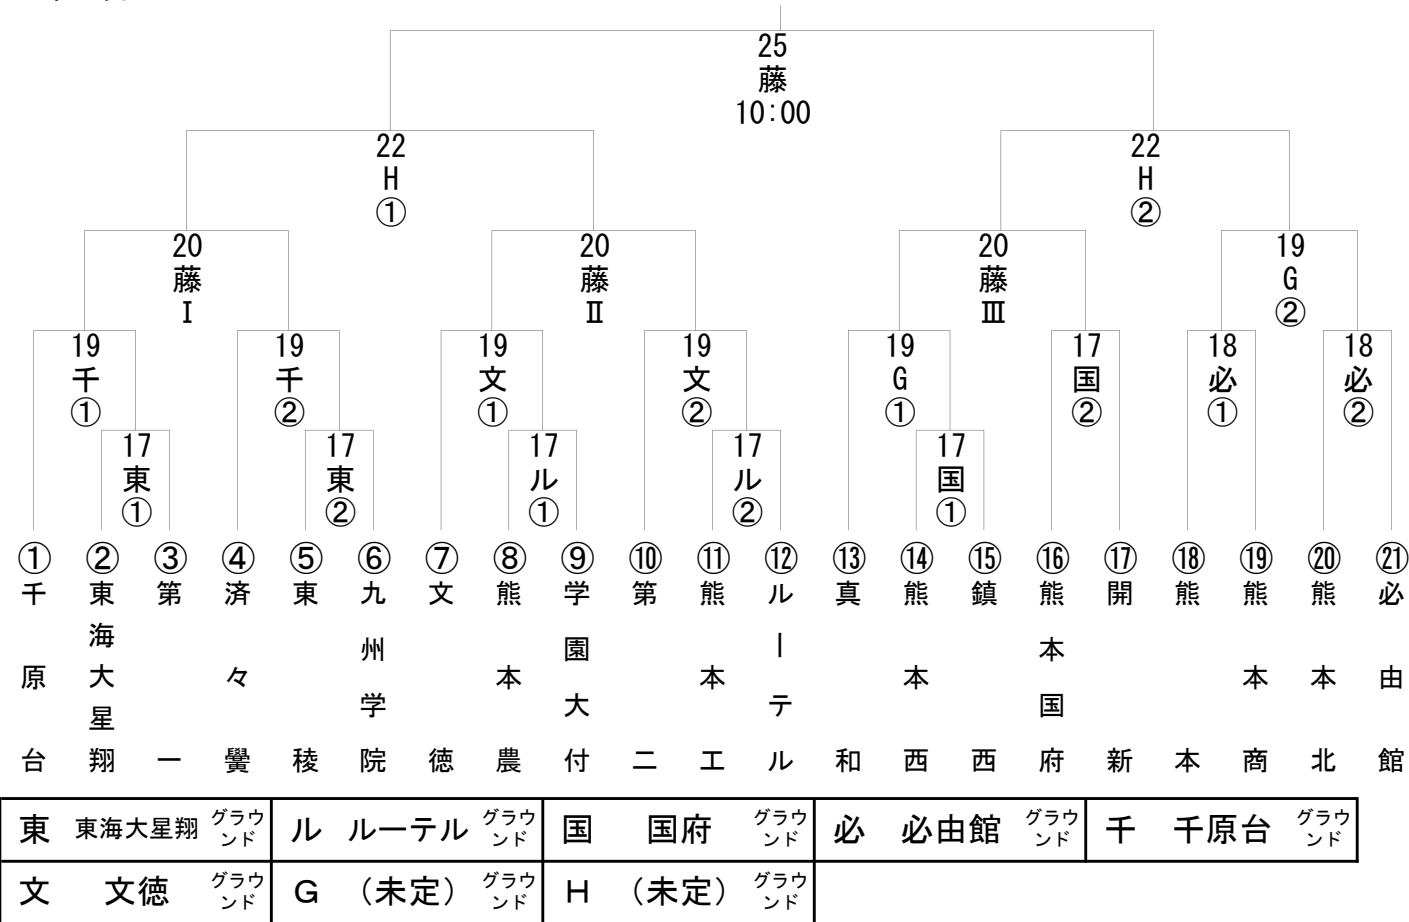 25
藤
10:00
22
H
①
22
H
②
20
藤
Ⅰ
20
藤
Ⅱ
20
藤
Ⅲ
19
G
②
19
千
①
19
千
②
19
文
①
19
文
②
19
G
①
17
国
②
18
必
①
18
必
②
17
東
①
17
東
②
17
ル
①
17
ル
②
17
国
①
① 千原台
② 東海大星翔
③ 第一
④ 済々黌
⑤ 東稜
⑥ 九州学院
⑦ 文徳
⑧ 熊本農
⑨ 学園大付
⑩ 第二
⑪ 熊本工
⑫ ルーテル
⑬ 真和
⑭ 熊本西
⑮ 鎮西
⑯ 熊本国府
⑰ 開新
⑱ 熊本
⑲ 熊本商
⑳ 熊本北
㉑ 必由館
東 東海大星翔 グラウンド ル ルーテル グラウンド 国 国府 グラウンド 必 必由館 グラウンド 千 千原台 グラウンド
文 文徳 グラウンド G （未定） グラウンド H （未定） グラウンド